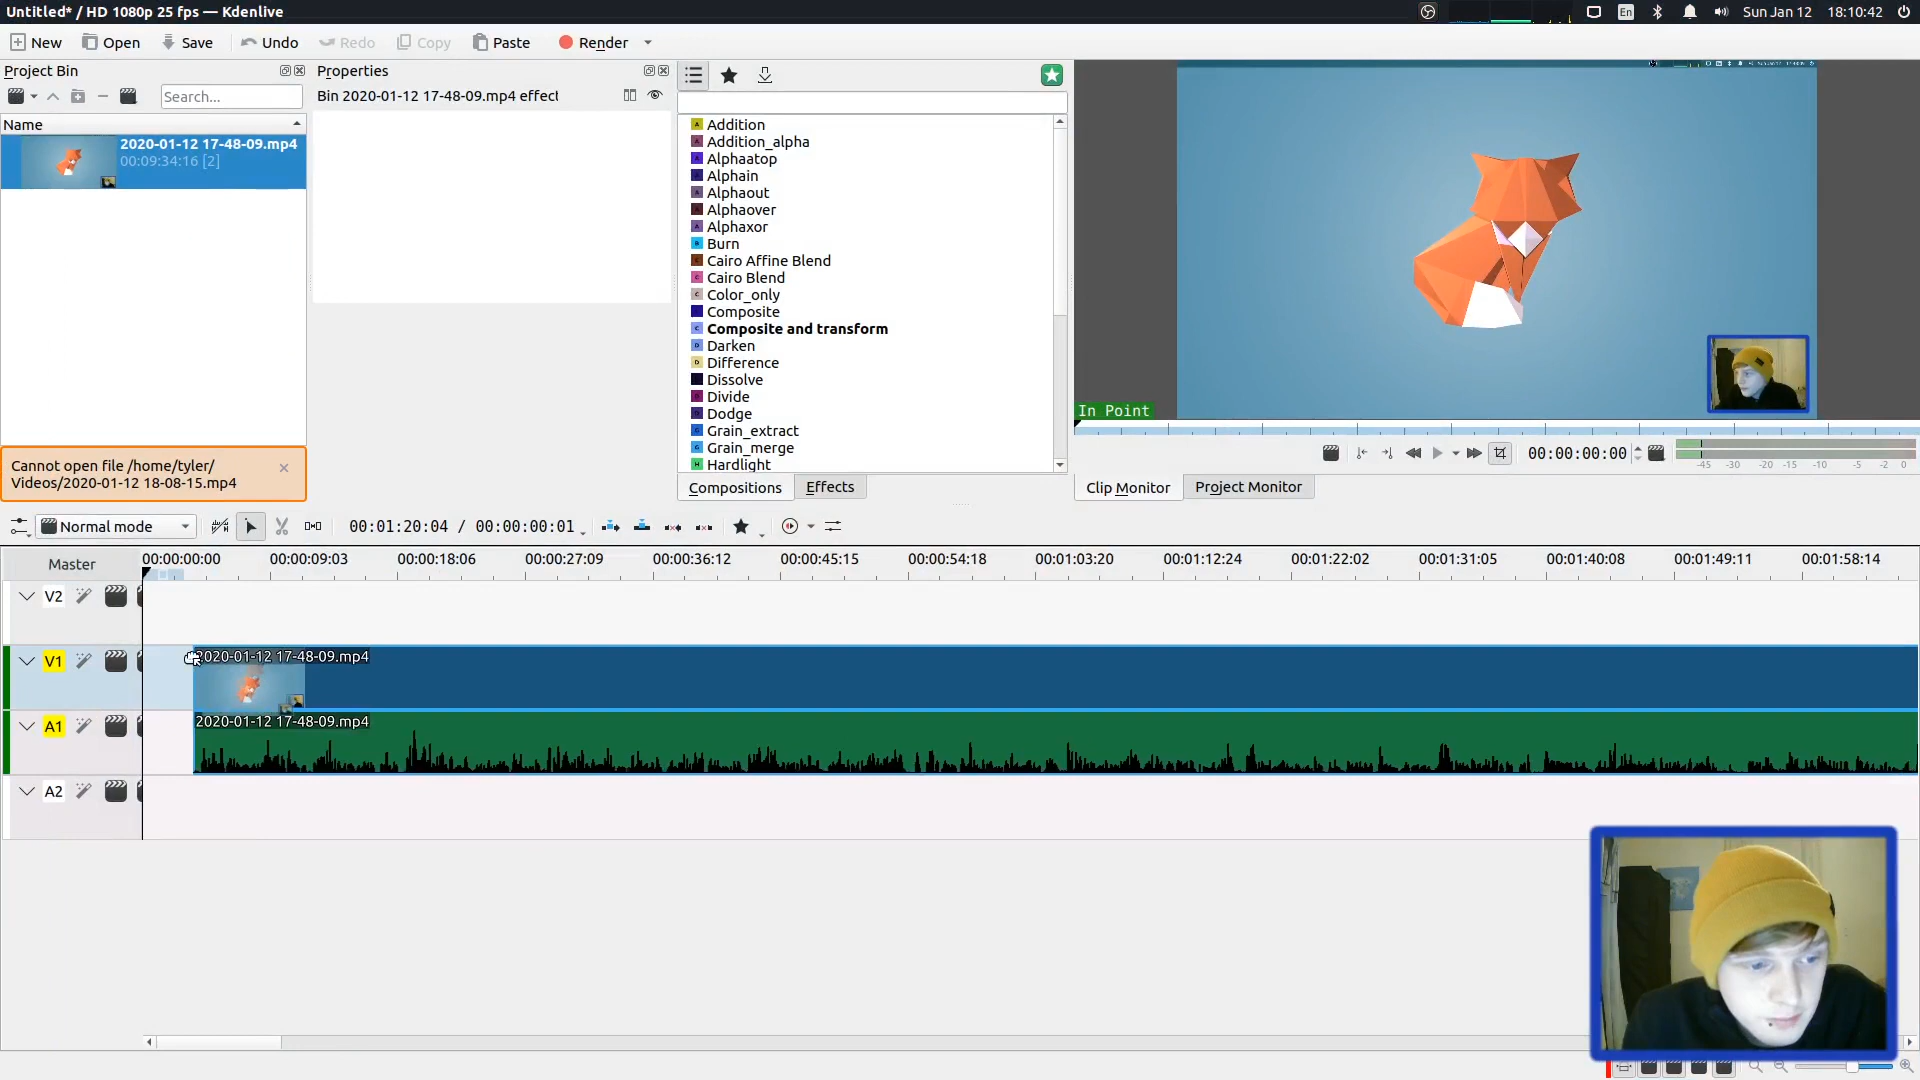 Untitled* / HD 1080p 25 fps — Kdenlive
En
Sun Jan 12
18:10:42
New
Open
Save
Undo
Redo
Copy
Paste
Render
Project Bin
Properties
Search...
Bin 2020-01-12 17-48-09.mp4 effect
Name
2020-01-12 17-48-09.mp4
00:09:34:16 [2]
Addition
Addition_alpha
Alphaatop
Alphain
Alphaout
Alphaover
Alphaxor
Burn
Cairo Affine Blend
Cairo Blend
Color_only
Composite
Composite and transform
Darken
Difference
Dissolve
Divide
Dodge
Grain_extract
Grain_merge
Hardlight
In Point
00:00:00:00
-45 -30 -20 -15 -10 -5 -2 0
Cannot open file /home/tyler/
Videos/2020-01-12 18-08-15.mp4
Compositions
Effects
Clip Monitor
Project Monitor
Normal mode
00:01:20:04 / 00:00:00:01
Master
00:00:00:00 00:00:09:03 00:00:18:06 00:00:27:09 00:00:36:12 00:00:45:15 00:00:54:18 00:01:03:20 00:01:12:24 00:01:22:02 00:01:31:05 00:01:40:08 00:01:49:11 00:01:58:14
V2
V1
2020-01-12 17-48-09.mp4
A1
2020-01-12 17-48-09.mp4
A2